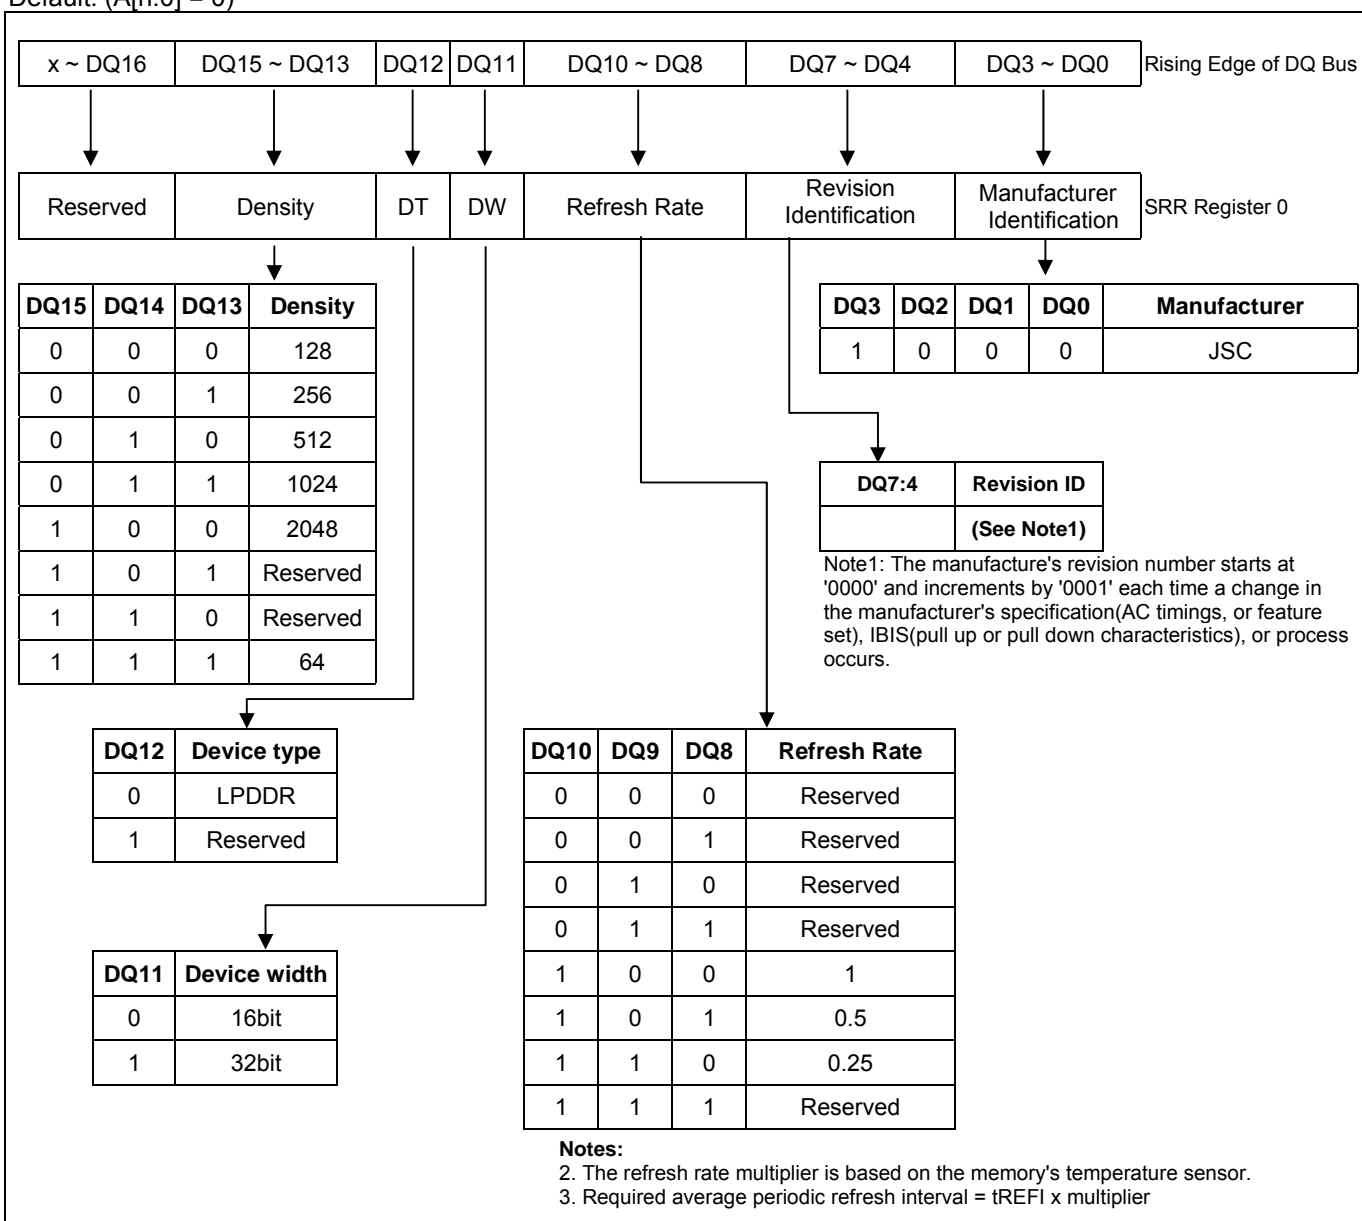 Default: (A[n:0] = 0)
x ~ DQ16 DQ15 ~ DQ13 DQ12 DQ11 DQ10 ~ DQ8 DQ7 ~ DQ4 DQ3 ~ DQ0 Rising Edge of DQ Bus
Reserved Density DT DW Refresh Rate Revision Identification Manufacturer Identification SRR Register 0
DQ15 DQ14 DQ13 Density
0 0 0 128
0 0 1 256
0 1 0 512
0 1 1 1024
1 0 0 2048
1 0 1 Reserved
1 1 0 Reserved
1 1 1 64
DQ3 DQ2 DQ1 DQ0 Manufacturer
1 0 0 0 JSC
DQ7:4 Revision ID
(See Note1)
Note1: The manufacture's revision number starts at
'0000' and increments by '0001' each time a change in
the manufacturer's specification(AC timings, or feature
set), IBIS(pull up or pull down characteristics), or process
occurs.
DQ12 Device type
0 LPDDR
1 Reserved
DQ11 Device width
0 16bit
1 32bit
DQ10 DQ9 DQ8 Refresh Rate
0 0 0 Reserved
0 0 1 Reserved
0 1 0 Reserved
0 1 1 Reserved
1 0 0 1
1 0 1 0.5
1 1 0 0.25
1 1 1 Reserved
Notes:
2. The refresh rate multiplier is based on the memory's temperature sensor.
3. Required average periodic refresh interval = tREFI x multiplier